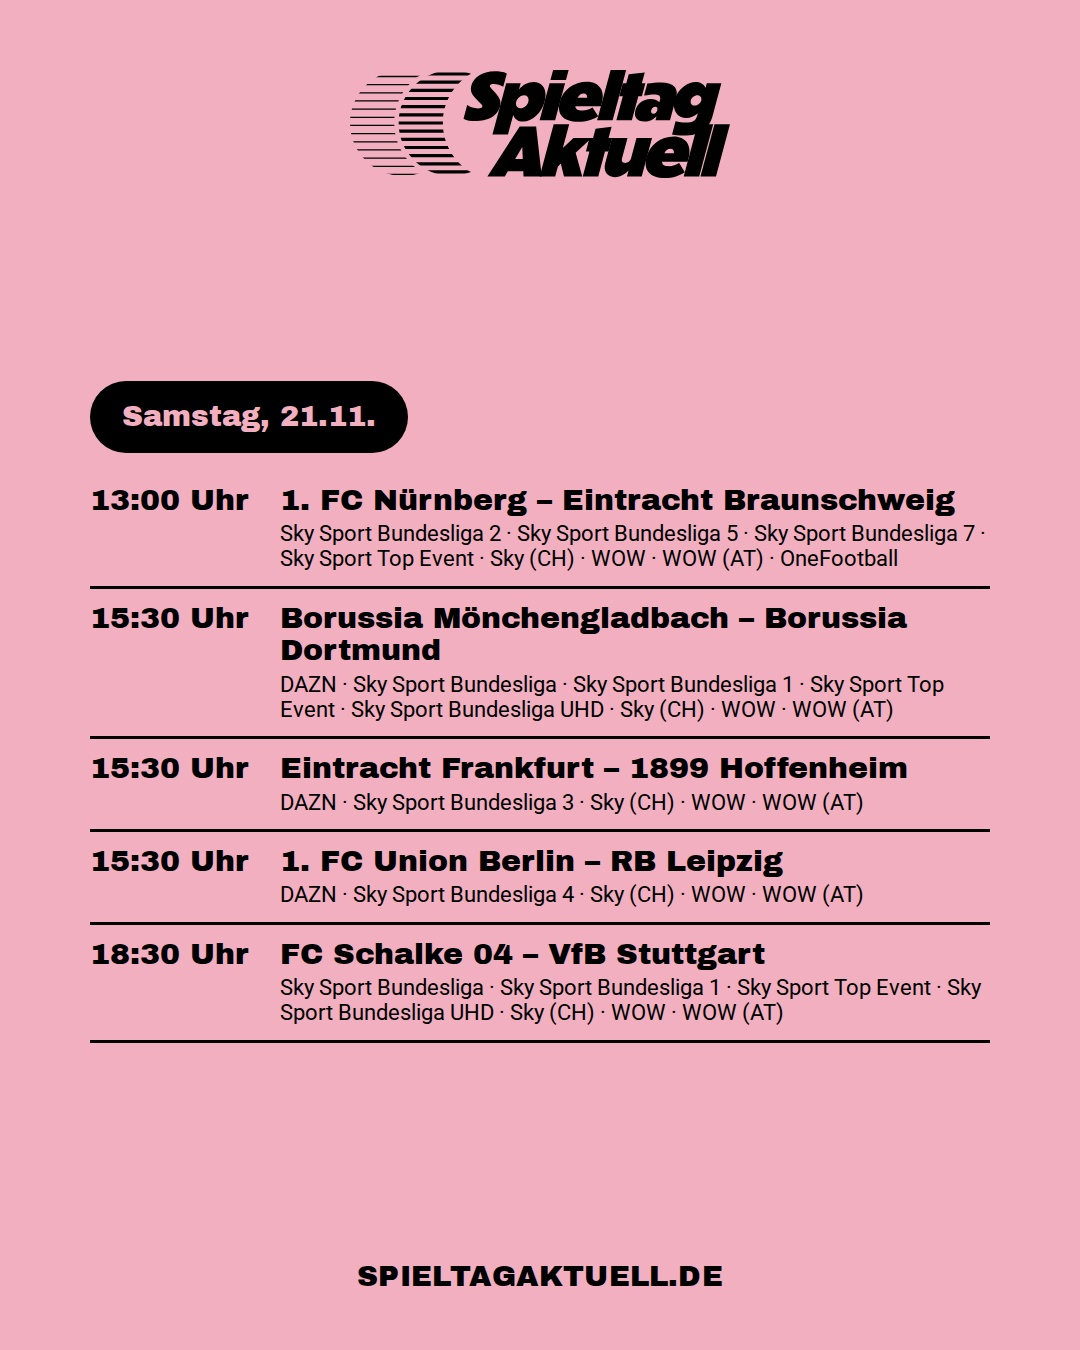 Spieltag
Aktuell
Samstag, 21.11.
13:00 Uhr 1. FC Nürnberg – Eintracht Braunschweig
Sky Sport Bundesliga 2 · Sky Sport Bundesliga 5 · Sky Sport Bundesliga 7 ·
Sky Sport Top Event · Sky (CH) · WOW · WOW (AT) · OneFootball
15:30 Uhr Borussia Mönchengladbach – Borussia
Dortmund
DAZN · Sky Sport Bundesliga · Sky Sport Bundesliga 1 · Sky Sport Top
Event · Sky Sport Bundesliga UHD · Sky (CH) · WOW · WOW (AT)
15:30 Uhr Eintracht Frankfurt – 1899 Hoffenheim
DAZN · Sky Sport Bundesliga 3 · Sky (CH) · WOW · WOW (AT)
15:30 Uhr 1. FC Union Berlin – RB Leipzig
DAZN · Sky Sport Bundesliga 4 · Sky (CH) · WOW · WOW (AT)
18:30 Uhr FC Schalke 04 – VfB Stuttgart
Sky Sport Bundesliga · Sky Sport Bundesliga 1 · Sky Sport Top Event · Sky
Sport Bundesliga UHD · Sky (CH) · WOW · WOW (AT)
SPIELTAGAKTUELL.DE